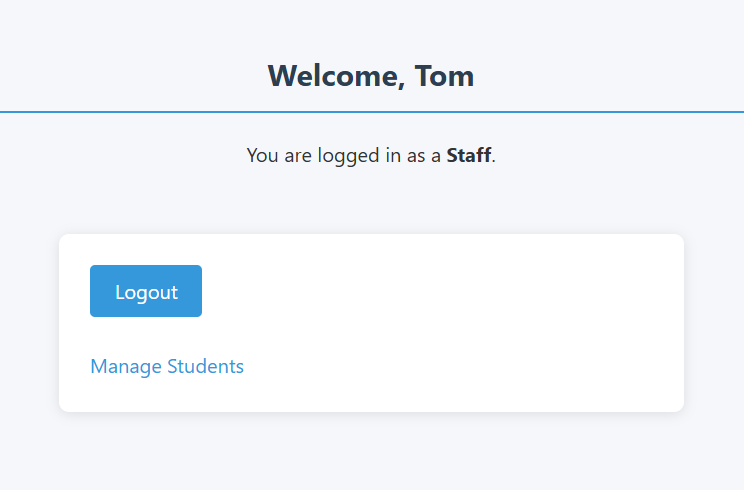 Welcome, Tom
You are logged in as a Staff.
Logout
Manage Students